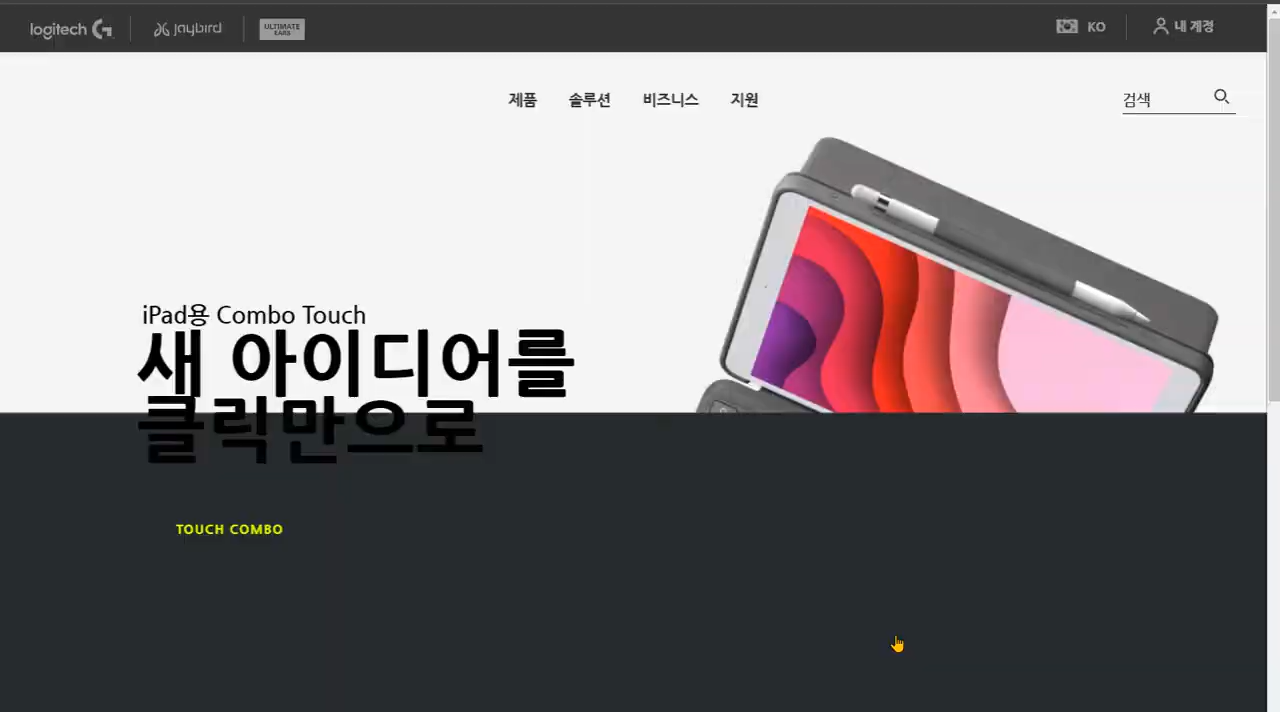 logitech G
Jaybird
ULTIMATE
EARS
KO
내 계정
제품
솔루션
비즈니스
지원
검색
iPad용 Combo Touch
새 아이디어를
클릭만으로
TOUCH COMBO